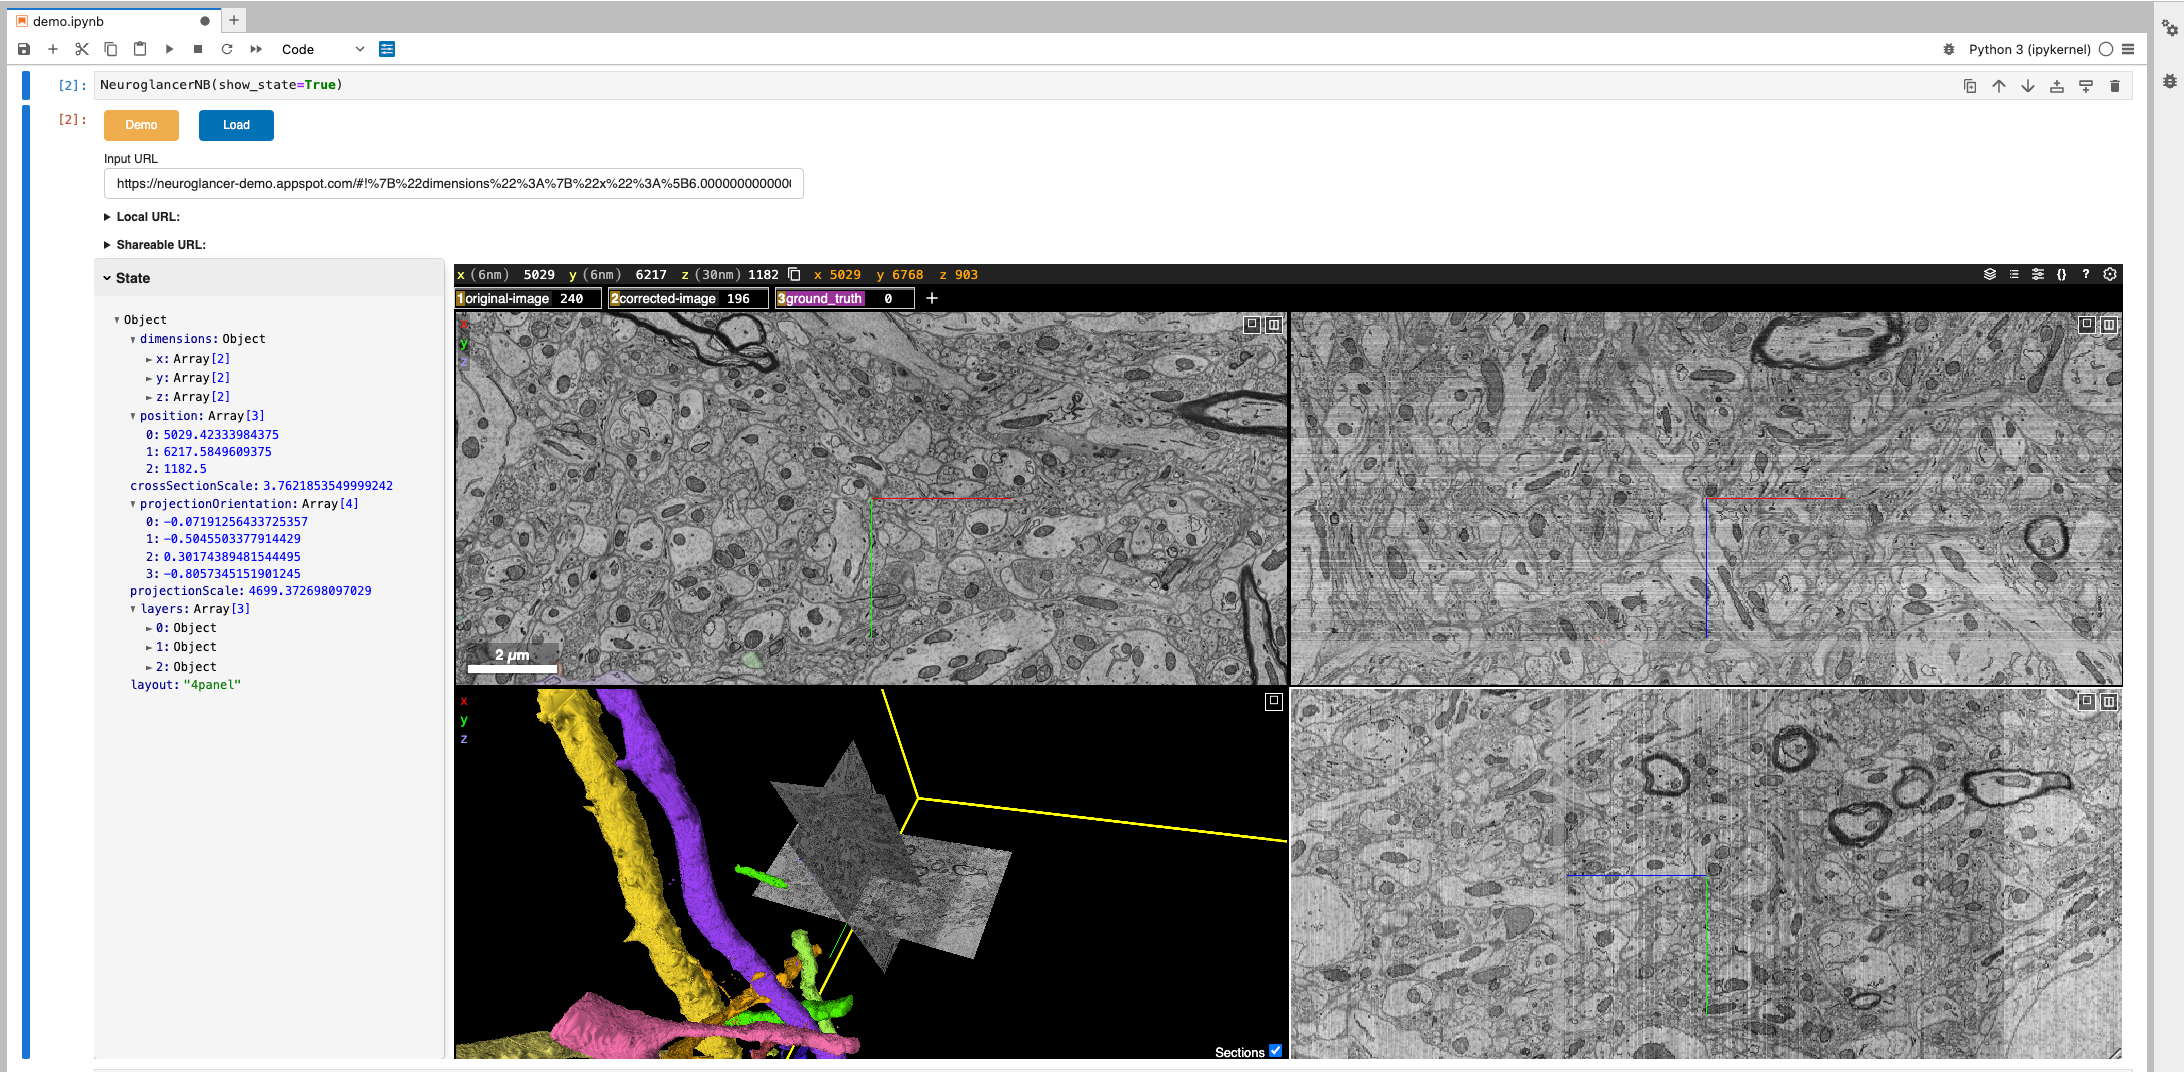 demo.ipynb
Code
Python 3 (ipykernel)
[2]: NeuroglancerNB(show_state=True)
[2]:
Demo Load
Input URL
https://neuroglancer-demo.appspot.com/#!%7B%22dimensions%22%3A%7B%22x%22%3A%5B6.000000000000
Local URL:
Shareable URL:
State
Object
dimensions: Object
x: Array[2]
y: Array[2]
z: Array[2]
position: Array[3]
0: 5029.42333984375
1: 6217.5849609375
2: 1182.5
crossSectionScale: 3.7621853549999242
projectionOrientation: Array[4]
0: -0.07191256433725357
1: -0.5045503377914429
2: 0.30174389481544495
3: -0.8057345151901245
projectionScale: 4699.372698097029
layers: Array[3]
0: Object
1: Object
2: Object
layout: "4panel"
x (6nm) 5029 y (6nm) 6217 z (30nm) 1182 x 5029 y 6768 z 903
1 original-image 240 2 corrected-image 196 3 ground_truth 0 +
x
y
z
2 µm
x
y
z
Sections